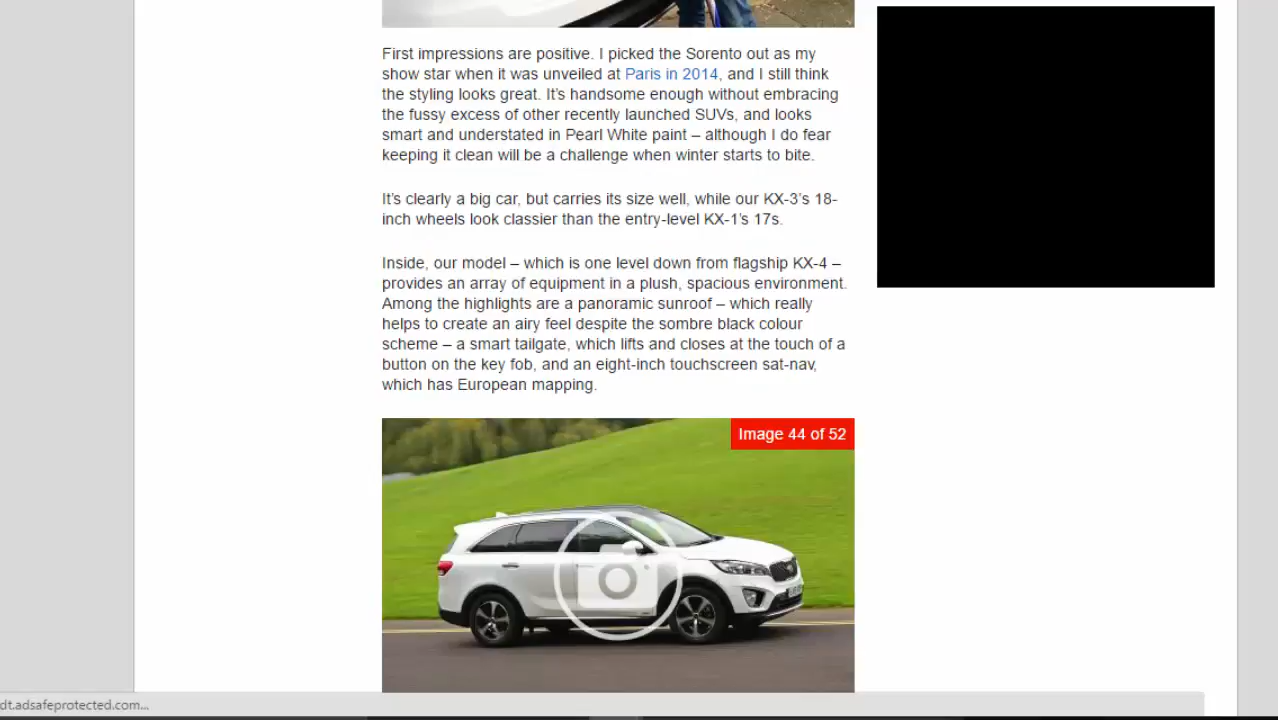 First impressions are positive. I picked the Sorento out as my
show star when it was unveiled at Paris in 2014, and I still think
the styling looks great. It’s handsome enough without embracing
the fussy excess of other recently launched SUVs, and looks
smart and understated in Pearl White paint – although I do fear
keeping it clean will be a challenge when winter starts to bite.
It’s clearly a big car, but carries its size well, while our KX-3’s 18-
inch wheels look classier than the entry-level KX-1’s 17s.
Inside, our model – which is one level down from flagship KX-4 –
provides an array of equipment in a plush, spacious environment.
Among the highlights are a panoramic sunroof – which really
helps to create an airy feel despite the sombre black colour
scheme – a smart tailgate, which lifts and closes at the touch of a
button on the key fob, and an eight-inch touchscreen sat-nav,
which has European mapping.
Image 44 of 52
dt.adsafeprotected.com...